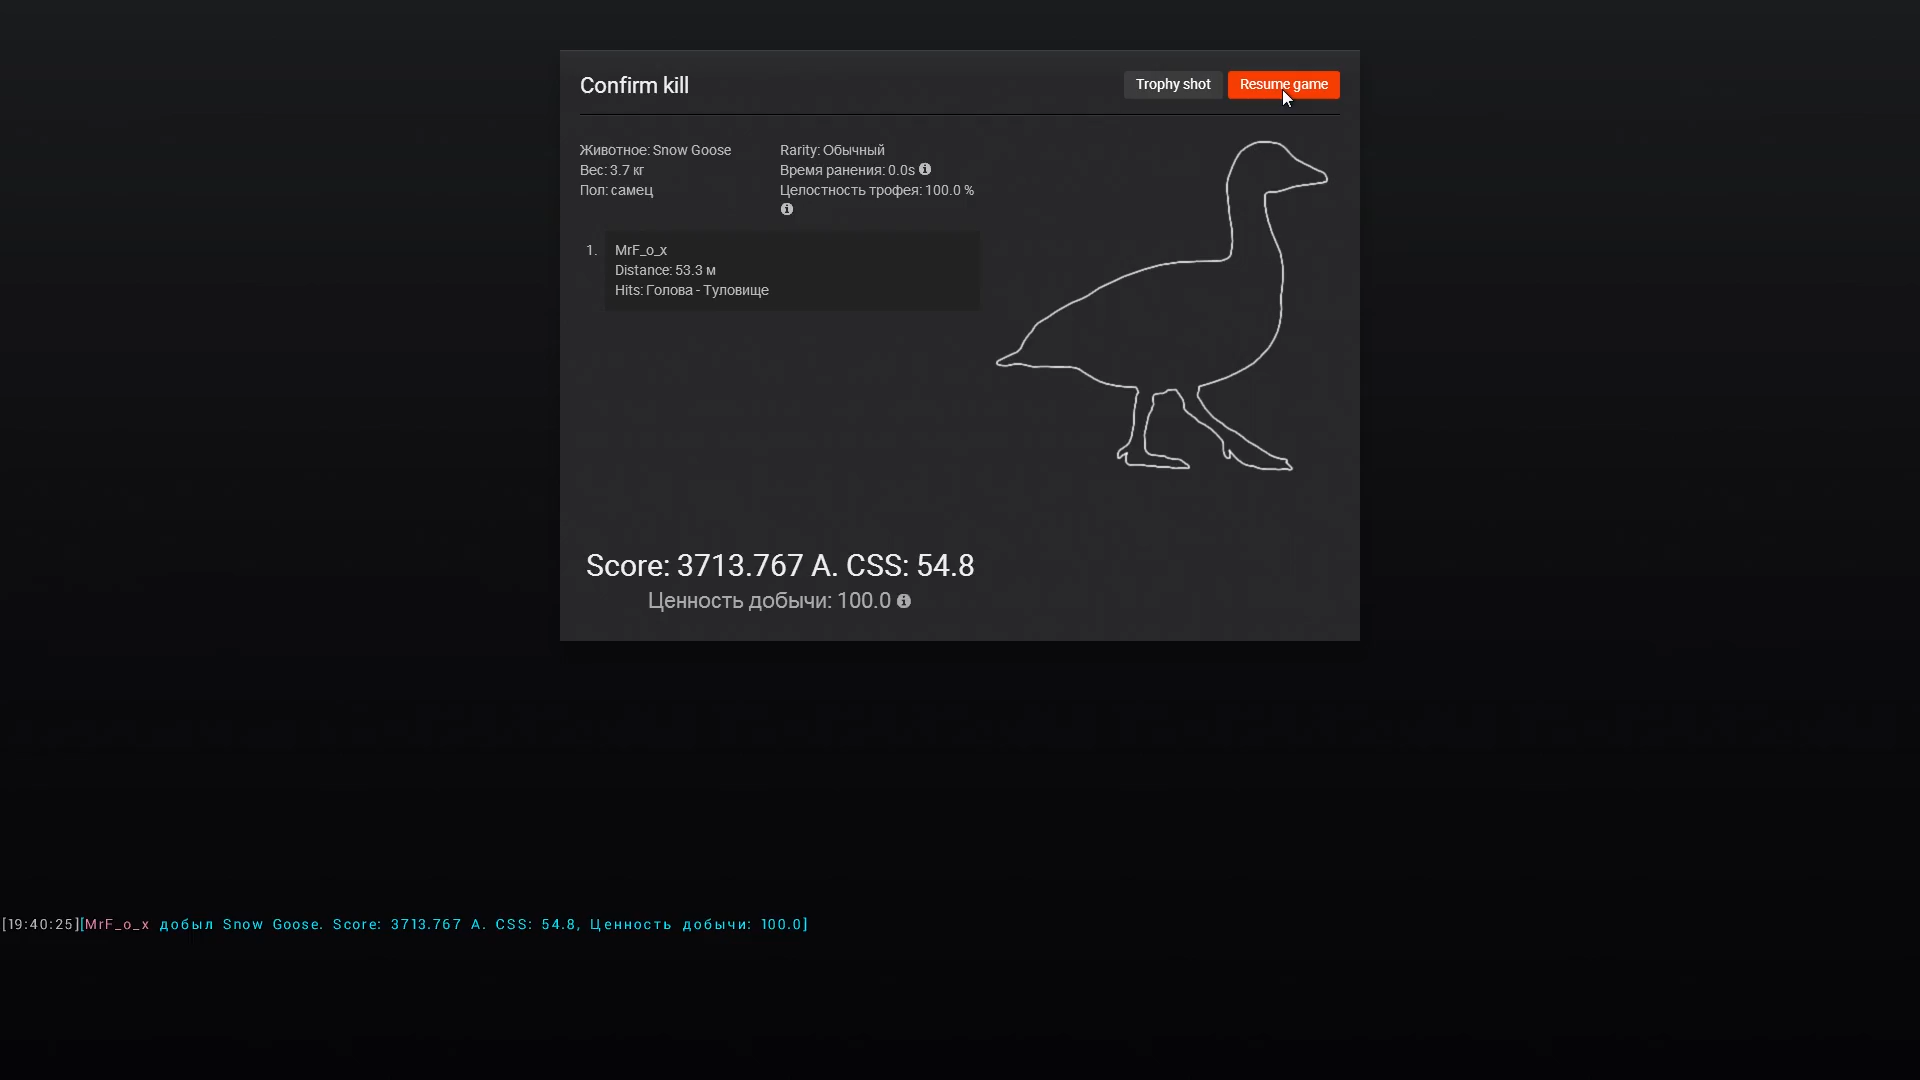 Confirm kill
Trophy shot
Resume game
Животное: Snow Goose
Вес: 3.7 кг
Пол: самец
Rarity: Обычный
Время ранения: 0.0s
Целостность трофея: 100.0 %
1.
MrF_o_x
Distance: 53.3 м
Hits: Голова - Туловище
Score: 3713.767 A. CSS: 54.8
Ценность добычи: 100.0
[19:40:25][MrF_o_x добыл Snow Goose. Score: 3713.767 A. CSS: 54.8, Ценность добычи: 100.0]